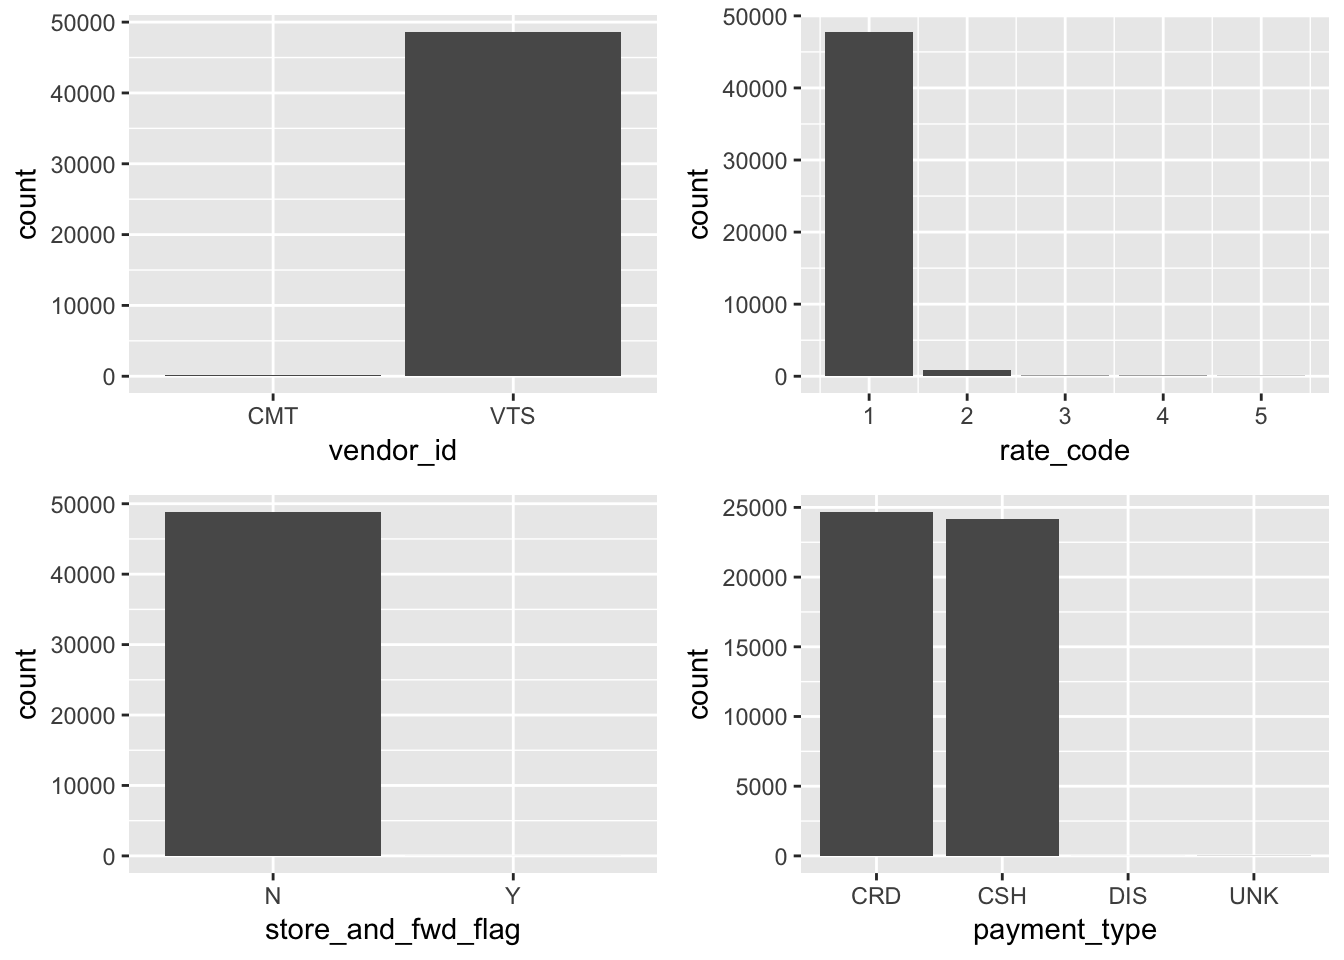 50000
40000
30000
20000
10000
0
count
CMT VTS
vendor_id
50000
40000
30000
20000
10000
0
count
1 2 3 4 5
rate_code
50000
40000
30000
20000
10000
0
count
N Y
store_and_fwd_flag
25000
20000
15000
10000
5000
0
count
CRD CSH DIS UNK
payment_type